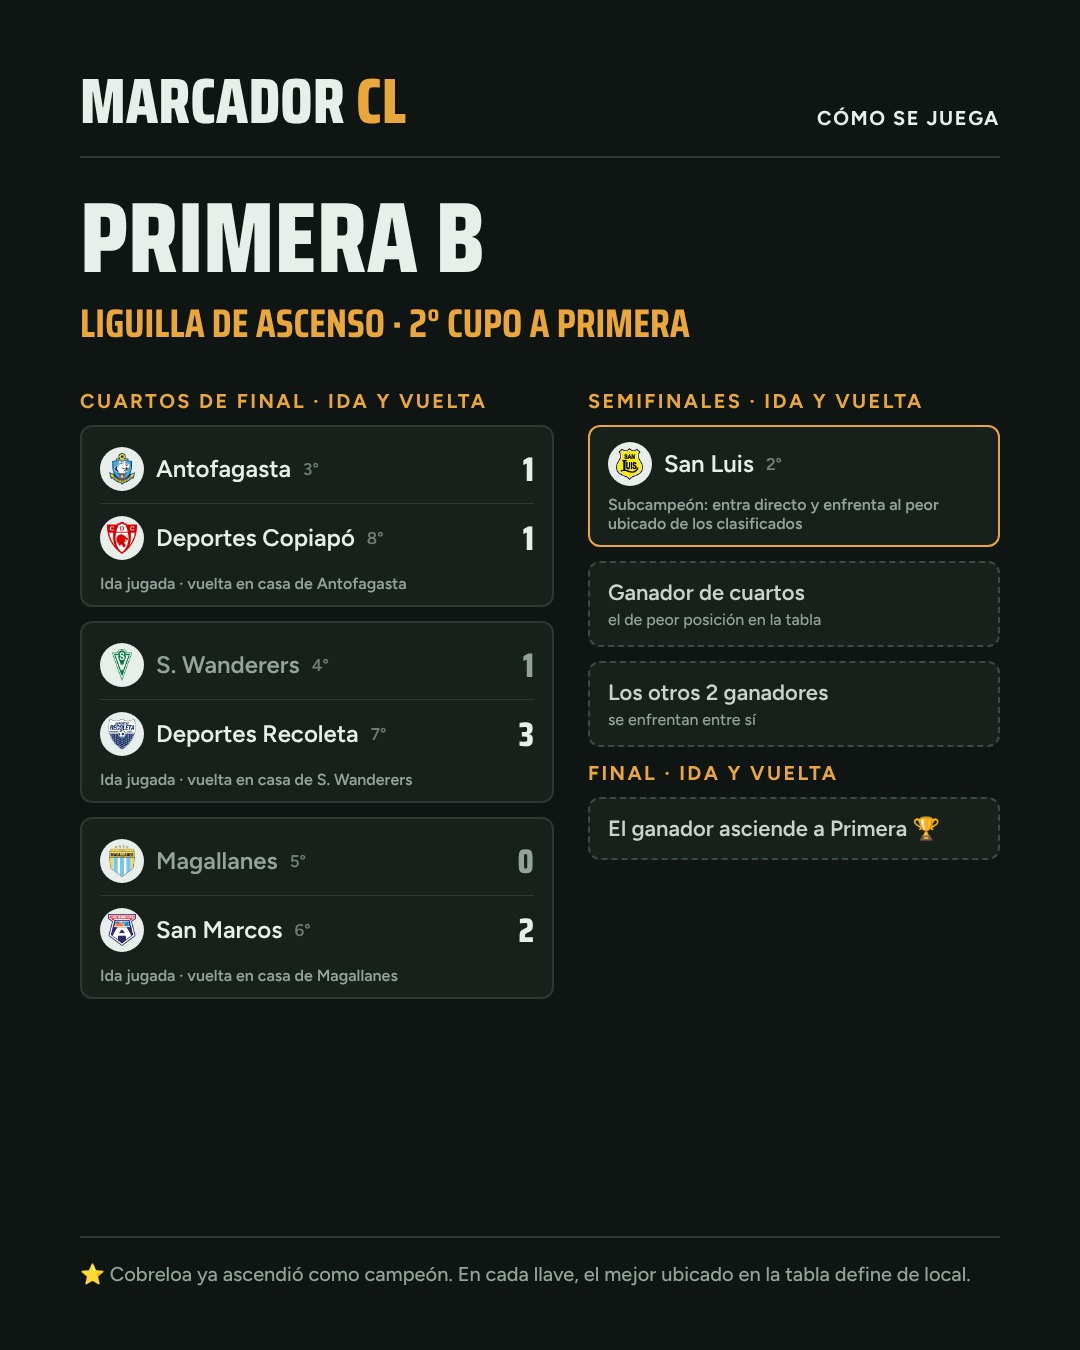 MARCADOR CL
CÓMO SE JUEGA
PRIMERA B
LIGUILLA DE ASCENSO · 2º CUPO A PRIMERA
CUARTOS DE FINAL · IDA Y VUELTA
Antofagasta 3° 1
Deportes Copiapó 8° 1
Ida jugada · vuelta en casa de Antofagasta
S. Wanderers 4° 1
RECOLETA
Deportes Recoleta 7° 3
Ida jugada · vuelta en casa de S. Wanderers
MAGALLANES
Magallanes 5° 0
San Marcos 6° 2
Ida jugada · vuelta en casa de Magallanes
SEMIFINALES · IDA Y VUELTA
SAN
LUIS
San Luis 2°
Subcampeón: entra directo y enfrenta al peor
ubicado de los clasificados
Ganador de cuartos
el de peor posición en la tabla
Los otros 2 ganadores
se enfrentan entre sí
FINAL · IDA Y VUELTA
El ganador asciende a Primera 🏆
⭐ Cobreloa ya ascendió como campeón. En cada llave, el mejor ubicado en la tabla define de local.